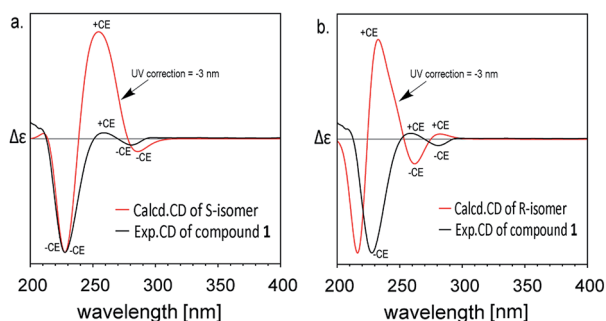 a.
+CE
UV correction = -3 nm
+CE
Δε
-CE
-CE
-CE
-CE
Calcd.CD of S-isomer
Exp.CD of compound 1
200 250 300 350 400
wavelength [nm]
b.
+CE
UV correction = -3 nm
+CE
+CE
Δε
-CE
-CE
Calcd.CD of R-isomer
Exp.CD of compound 1
-CE
200 250 300 350 400
wavelength [nm]